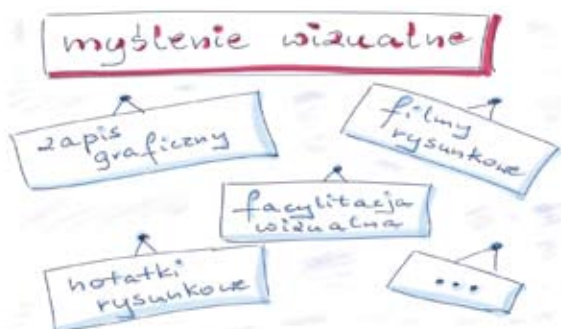 myślenie wizualne
zapis
graficzny
filmy
rysunkowe
facylitacja
wizualna
notatki
rysunkowe
...